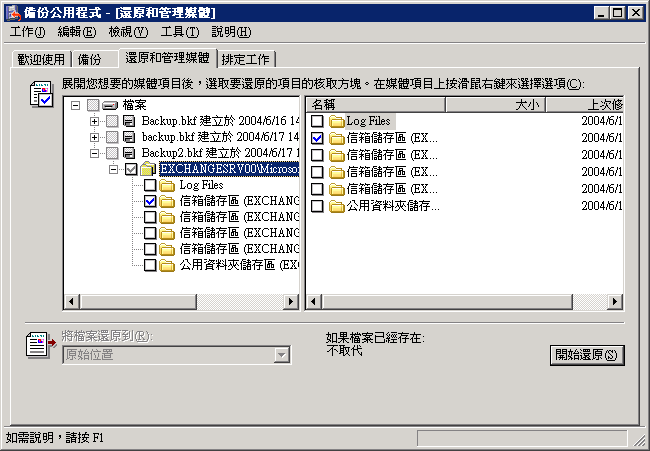 備份公用程式 - [還原和管理媒體]
工作(J) 編輯(E) 檢視(V) 工具(T) 說明(H)
歡迎使用 備份 還原和管理媒體 排定工作
展開您想要的媒體項目後，選取要還原的項目的核取方塊。在媒體項目上按滑鼠右鍵來選擇選項(C):
檔案
Backup.bkf 建立於 2004/6/16 14
backup.bkf 建立於 2004/6/17 14
Backup2.bkf 建立於 2004/6/17 1
EXCHANGESRV00\Microso
Log Files
信箱儲存區 (EXCHANG
信箱儲存區 (EXCHANG
信箱儲存區 (EXCHANG
信箱儲存區 (EXCHANG
公用資料夾儲存區 (EX
名稱 大小 上次修
Log Files 2004/6/1
信箱儲存區 (EX... 2004/6/1
信箱儲存區 (EX... 2004/6/1
信箱儲存區 (EX... 2004/6/1
信箱儲存區 (EX... 2004/6/1
公用資料夾儲存... 2004/6/1
將檔案還原到(R):
原始位置
如果檔案已經存在:
不取代
開始還原(S)
如需說明，請按 F1